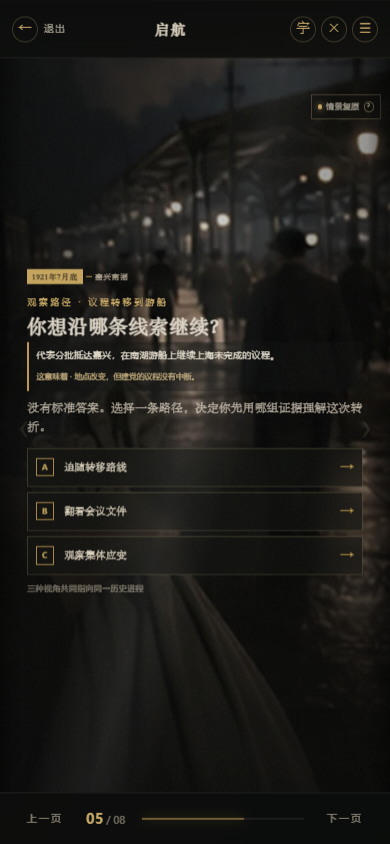 ← 退出
启航
字 × ☰
情景复原 ?
1921年7月底 — 嘉兴南湖
观察路径 · 议程转移到游船
你想沿哪条线索继续?
代表分批抵达嘉兴，在南湖游船上继续上海未完成的议程。
这意味着 · 地点改变，但建党的议程没有中断。
没有标准答案。选择一条路径，决定你先用哪组证据理解这次转
折。
A 追随转移路线 →
B 翻看会议文件 →
C 观察集体应变 →
三种视角共同指向同一历史进程
上一页 05 / 08 下一页